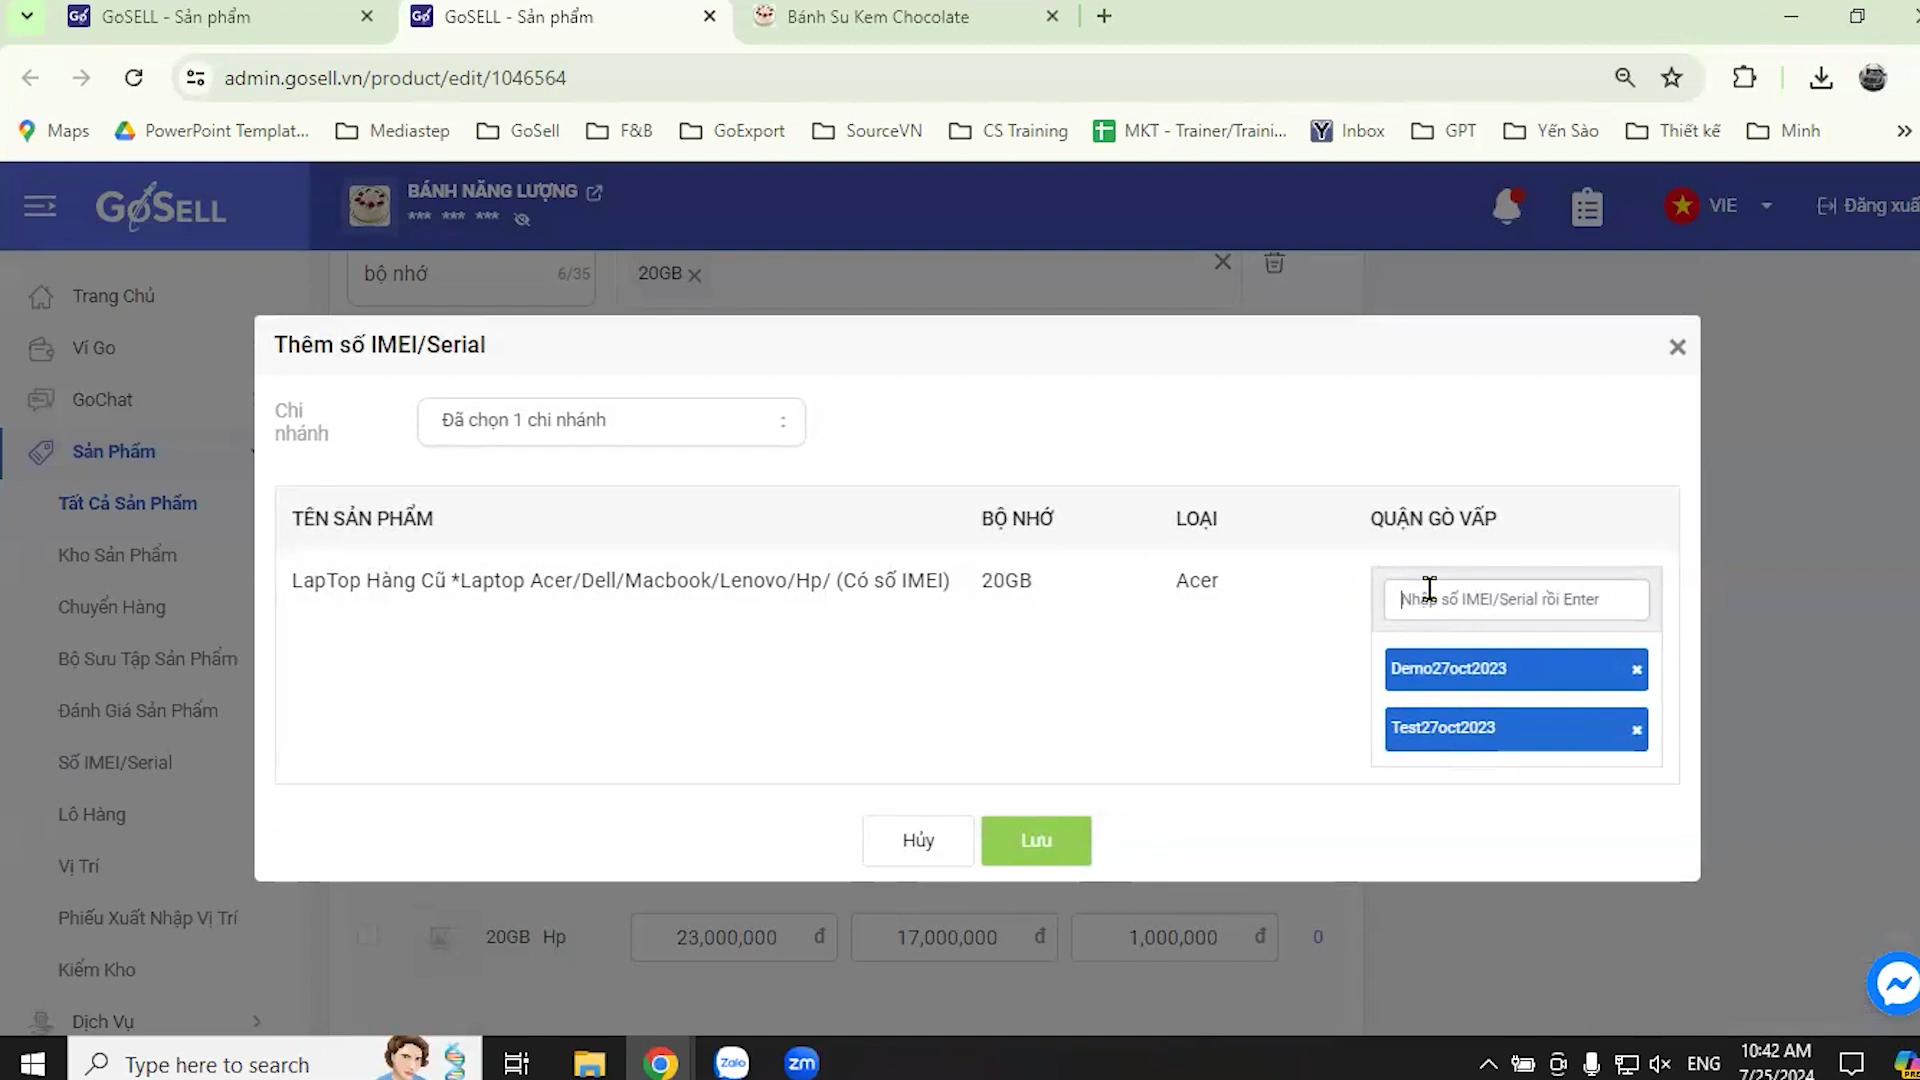 GoSELL - Sản phẩm
GoSELL - Sản phẩm
Bánh Su Kem Chocolate
admin.gosell.vn/product/edit/1046564
Maps
PowerPoint Templat...
Mediastep
GoSell
F&B
GoExport
SourceVN
CS Training
MKT - Trainer/Traini...
Inbox
GPT
Yến Sào
Thiết kế
Minh
GoSELL
BÁNH NĂNG LƯỢNG
*** *** ***
VIE
Đăng xuấ
Trang Chủ
Ví Go
GoChat
Sản Phẩm
Tất Cả Sản Phẩm
Kho Sản Phẩm
Chuyển Hàng
Bộ Sưu Tập Sản Phẩm
Đánh Giá Sản Phẩm
Số IMEI/Serial
Lô Hàng
Vị Trí
Phiếu Xuất Nhập Vị Trí
Kiểm Kho
Dịch Vụ
bộ nhớ 6/35
20GB
Thêm số IMEI/Serial
Chi nhánh
Đã chọn 1 chi nhánh
TÊN SẢN PHẨM BỘ NHỚ LOẠI QUẬN GÒ VẤP
LapTop Hàng Cũ *Laptop Acer/Dell/Macbook/Lenovo/Hp/ (Có số IMEI) 20GB Acer
Nhập số IMEI/Serial rồi Enter
Demo27oct2023
Test27oct2023
Hủy
Lưu
20GB Hp 23,000,000 đ 17,000,000 đ 1,000,000 đ 0
Type here to search
Zalo
zm
ENG
10:42 AM
7/25/2024
PRE